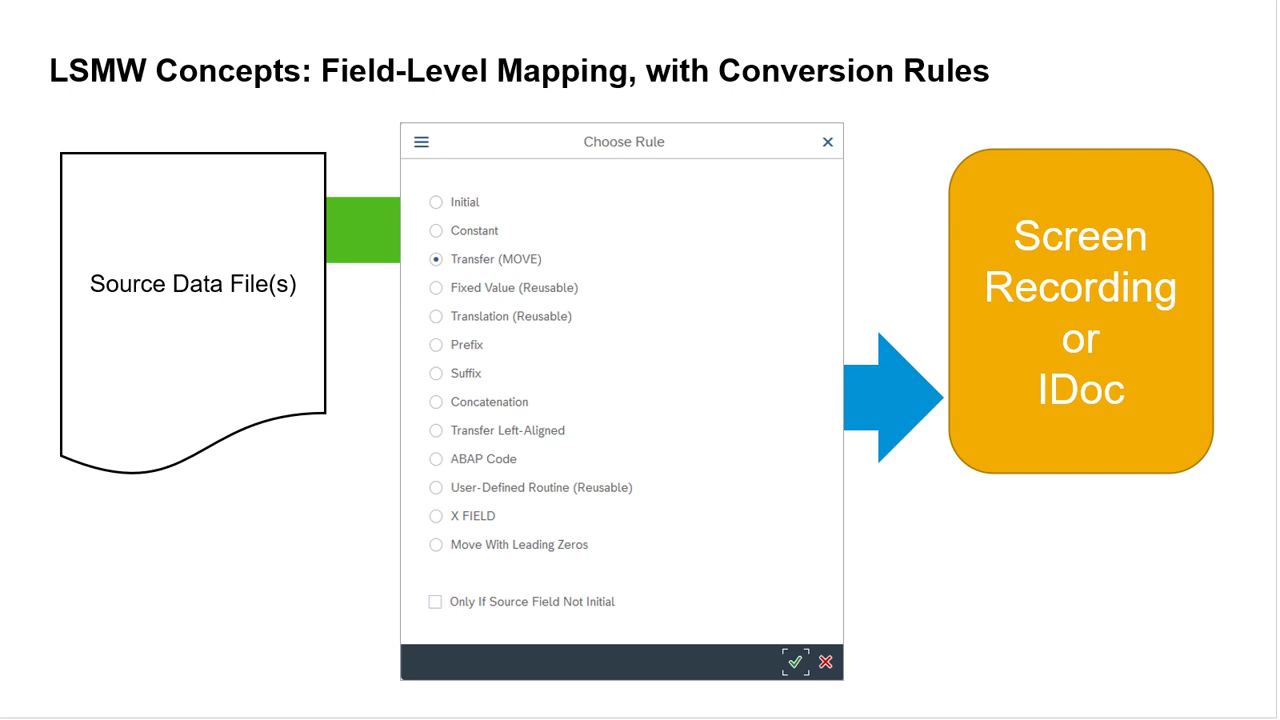 LSMW Concepts: Field-Level Mapping, with Conversion Rules
Source Data File(s)
Choose Rule
Initial
Constant
Transfer (MOVE)
Fixed Value (Reusable)
Translation (Reusable)
Prefix
Suffix
Concatenation
Transfer Left-Aligned
ABAP Code
User-Defined Routine (Reusable)
X FIELD
Move With Leading Zeros
Only If Source Field Not Initial
Screen
Recording
or
IDoc